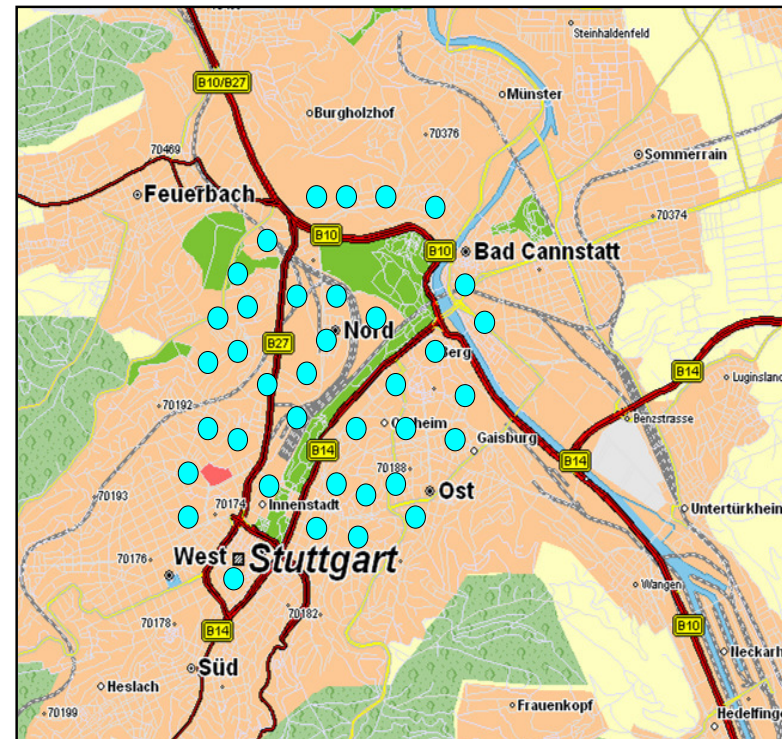 Steinhaldenfeld
B10/B27
Münster
Burgholzhof
70376
70469
Sommerrain
Feuerbach
70374
B10
B10
Bad Cannstatt
Nord
B27
Berg
B14
Luginsland
70192
Benzstrasse
Gaisburg
B14
B14
70188
70193
Ost
70174
Innenstadt
Untertürkheim
70176
West
Stuttgart
Wangen
70178
70182
B14
B10
Süd
Heslach
Frauenkopf
70199